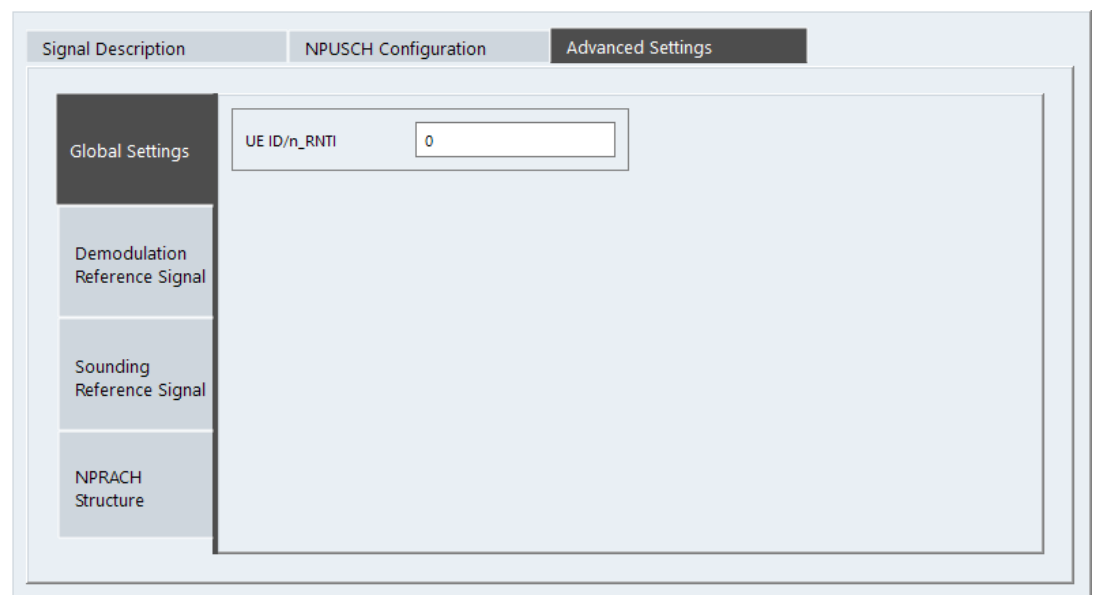 Signal Description
NPUSCH Configuration
Advanced Settings
Global Settings
UE ID/n_RNTI
0
Demodulation
Reference Signal
Sounding
Reference Signal
NPRACH
Structure